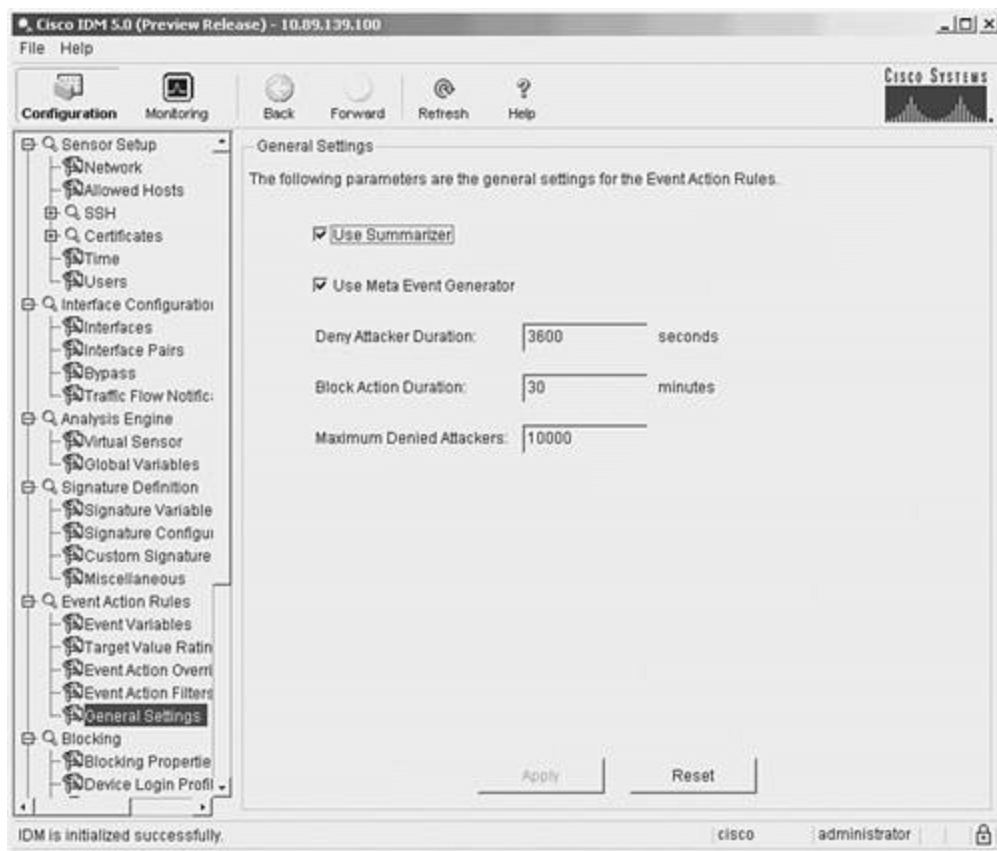 Cisco IDM 5.0 (Preview Release) - 10.89.139.100
File Help
Configuration Monitoring Back Forward Refresh Help
CISCO SYSTEMS
Sensor Setup
Network
Allowed Hosts
SSH
Certificates
Time
Users
Interface Configuration
Interfaces
Interface Pairs
Bypass
Traffic Flow Notific
Analysis Engine
Virtual Sensor
Global Variables
Signature Definition
Signature Variable
Signature Configur
Custom Signature
Miscellaneous
Event Action Rules
Event Variables
Target Value Ratin
Event Action Overri
Event Action Filters
General Settings
Blocking
Blocking Propertie
Device Login Profil
General Settings
The following parameters are the general settings for the Event Action Rules.
Use Summarizer
Use Meta Event Generator
Deny Attacker Duration: 3600 seconds
Block Action Duration: 30 minutes
Maximum Denied Attackers: 10000
Apply Reset
IDM is initialized successfully. cisco administrator